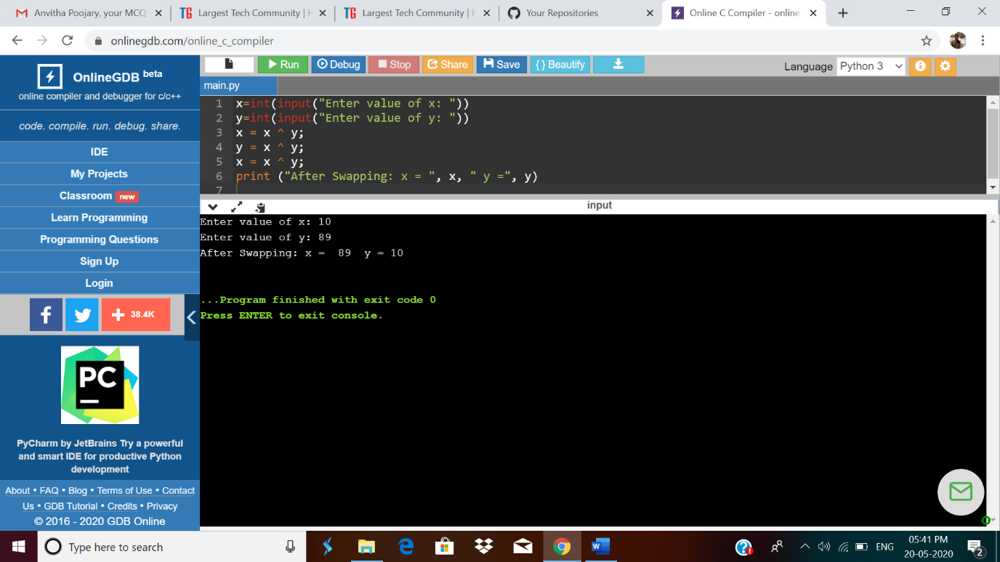 Anvitha Poojary, your MCQ
Largest Tech Community | H
Largest Tech Community | H
Your Repositories
Online C Compiler - online
onlinegdb.com/online_c_compiler
OnlineGDB beta
online compiler and debugger for c/c++
code. compile. run. debug. share.
IDE
My Projects
Classroom new
Learn Programming
Programming Questions
Sign Up
Login
38.4K
PC
PyCharm by JetBrains Try a powerful
and smart IDE for productive Python
development
About • FAQ • Blog • Terms of Use • Contact
Us • GDB Tutorial • Credits • Privacy
© 2016 - 2020 GDB Online
Run Debug Stop Share Save {} Beautify
Language Python 3
main.py
1 x=int(input("Enter value of x: "))
2 y=int(input("Enter value of y: "))
3 x = x ^ y;
4 y = x ^ y;
5 x = x ^ y;
6 print ("After Swapping: x = ", x, " y =", y)
7
input
Enter value of x: 10
Enter value of y: 89
After Swapping: x =  89  y = 10
...Program finished with exit code 0
Press ENTER to exit console.
Type here to search
ENG
05:41 PM
20-05-2020
2